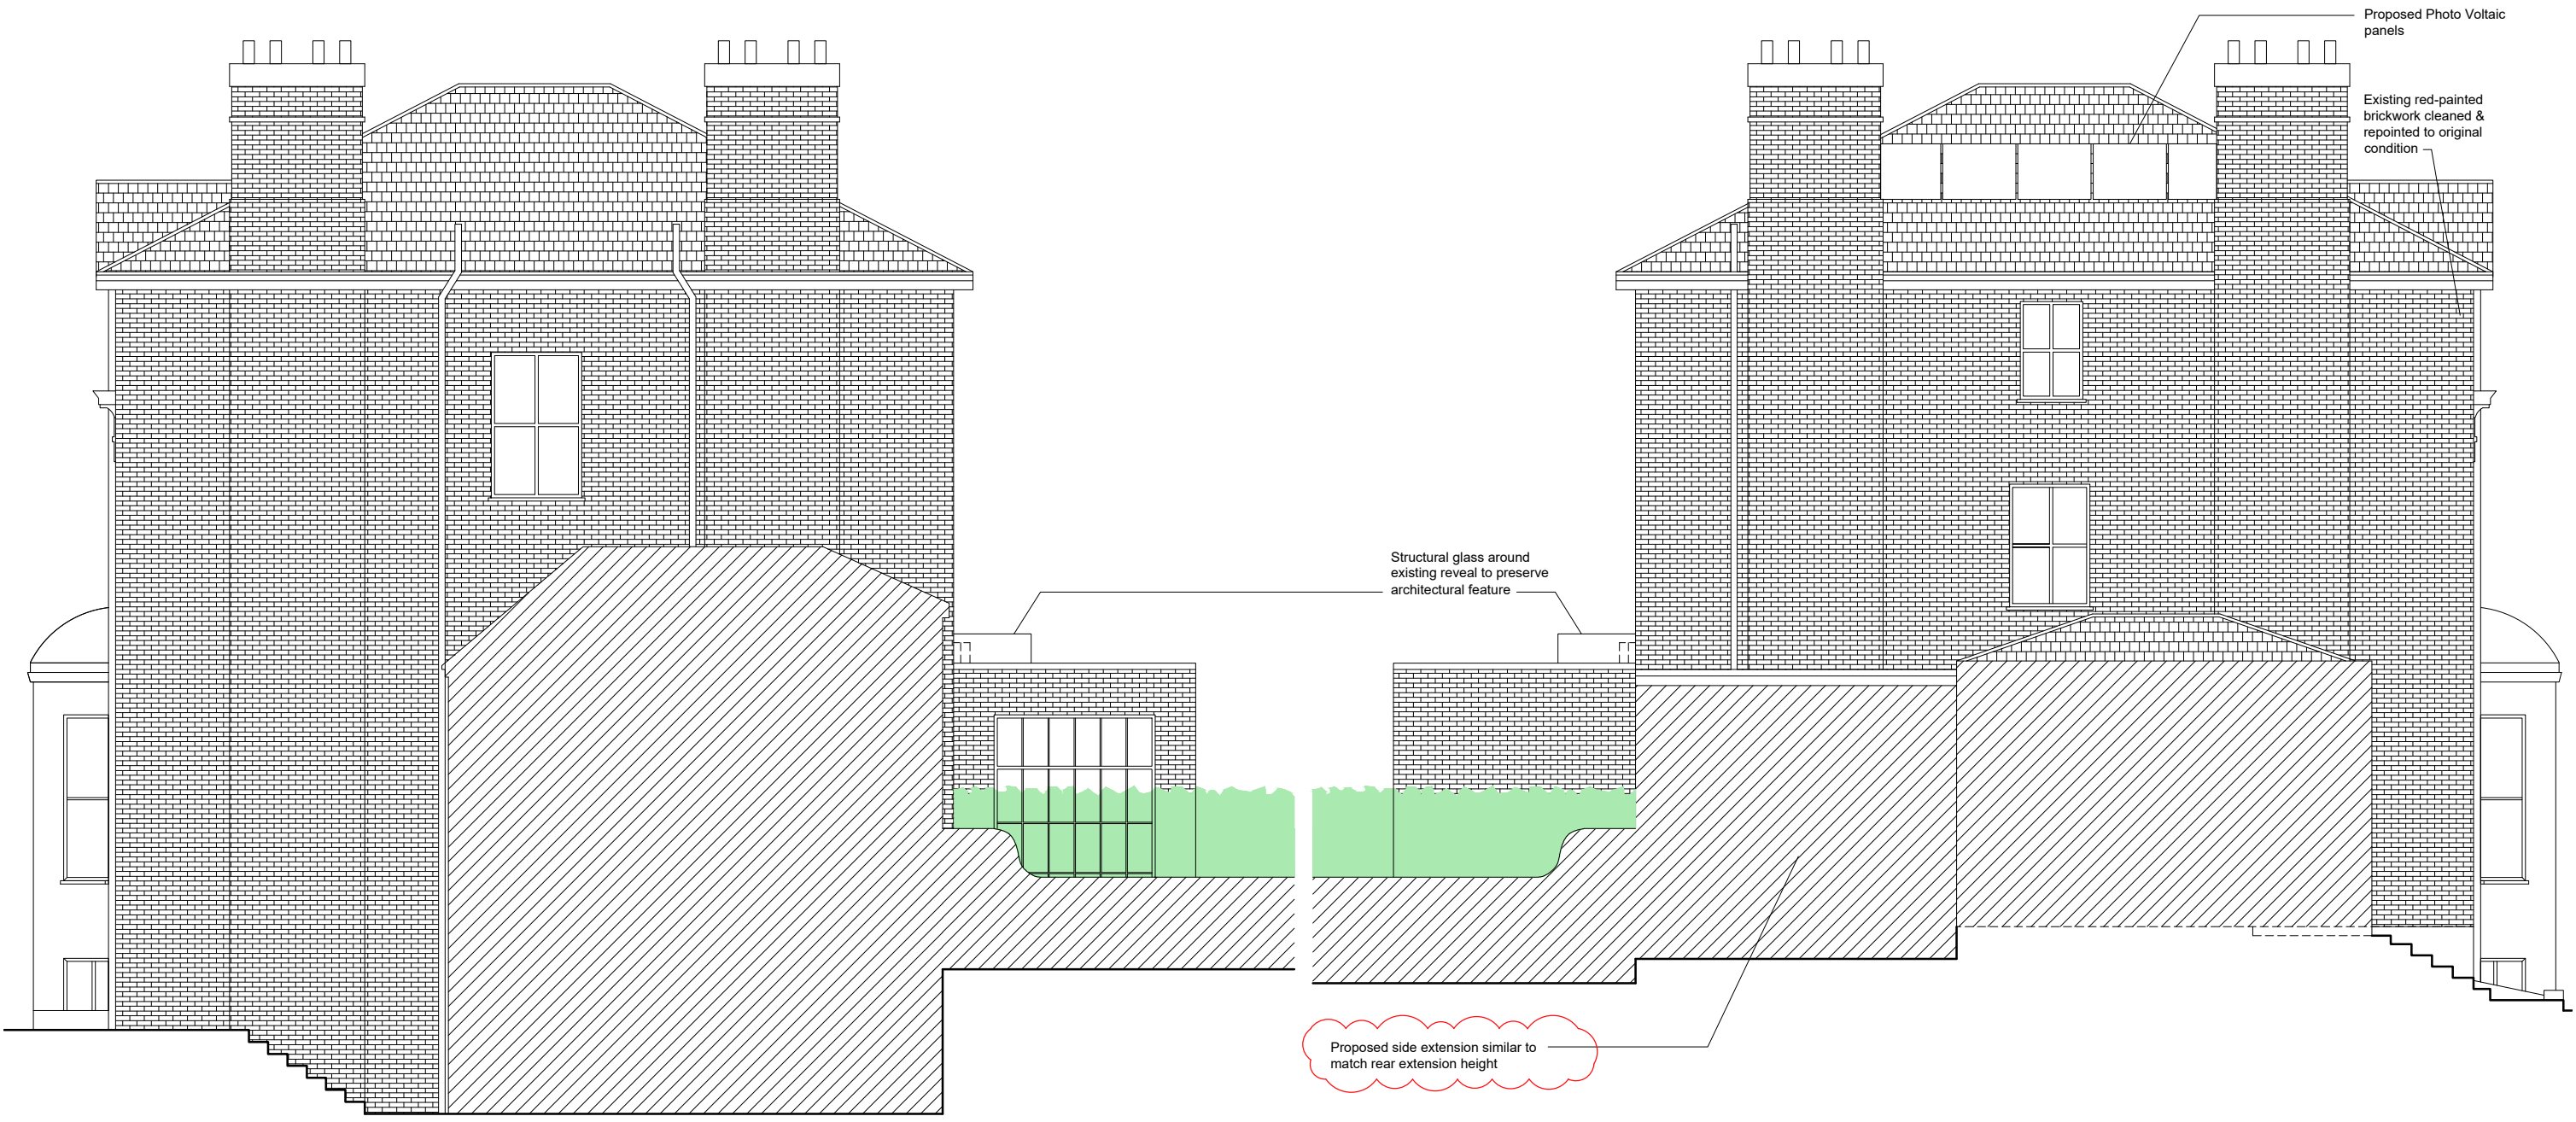 Proposed Photo Voltaic
panels
Existing red-painted
brickwork cleaned &
repointed to original
condition
Structural glass around
existing reveal to preserve
architectural feature
Proposed side extension similar to
match rear extension height